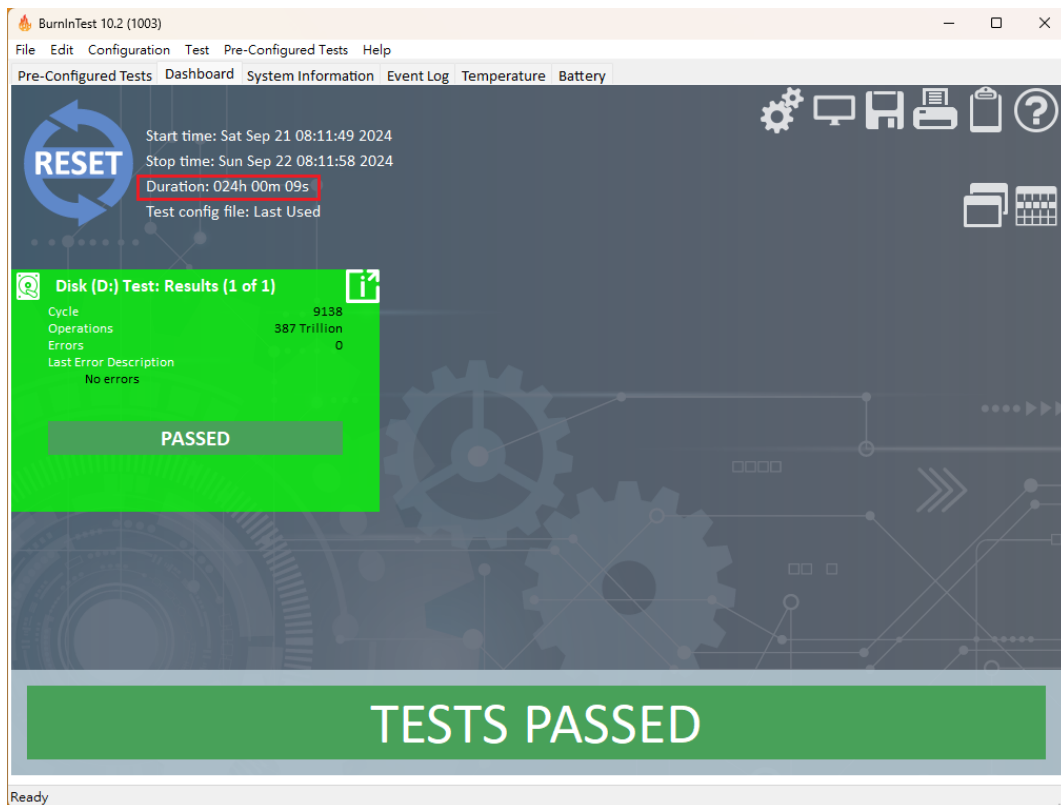 BurnInTest 10.2 (1003)
File Edit Configuration Test Pre-Configured Tests Help
Pre-Configured Tests Dashboard System Information Event Log Temperature Battery
RESET
Start time: Sat Sep 21 08:11:49 2024
Stop time: Sun Sep 22 08:11:58 2024
Duration: 024h 00m 09s
Test config file: Last Used
Disk (D:) Test: Results (1 of 1)
i
Cycle 9138
Operations 387 Trillion
Errors 0
Last Error Description
No errors
PASSED
TESTS PASSED
Ready